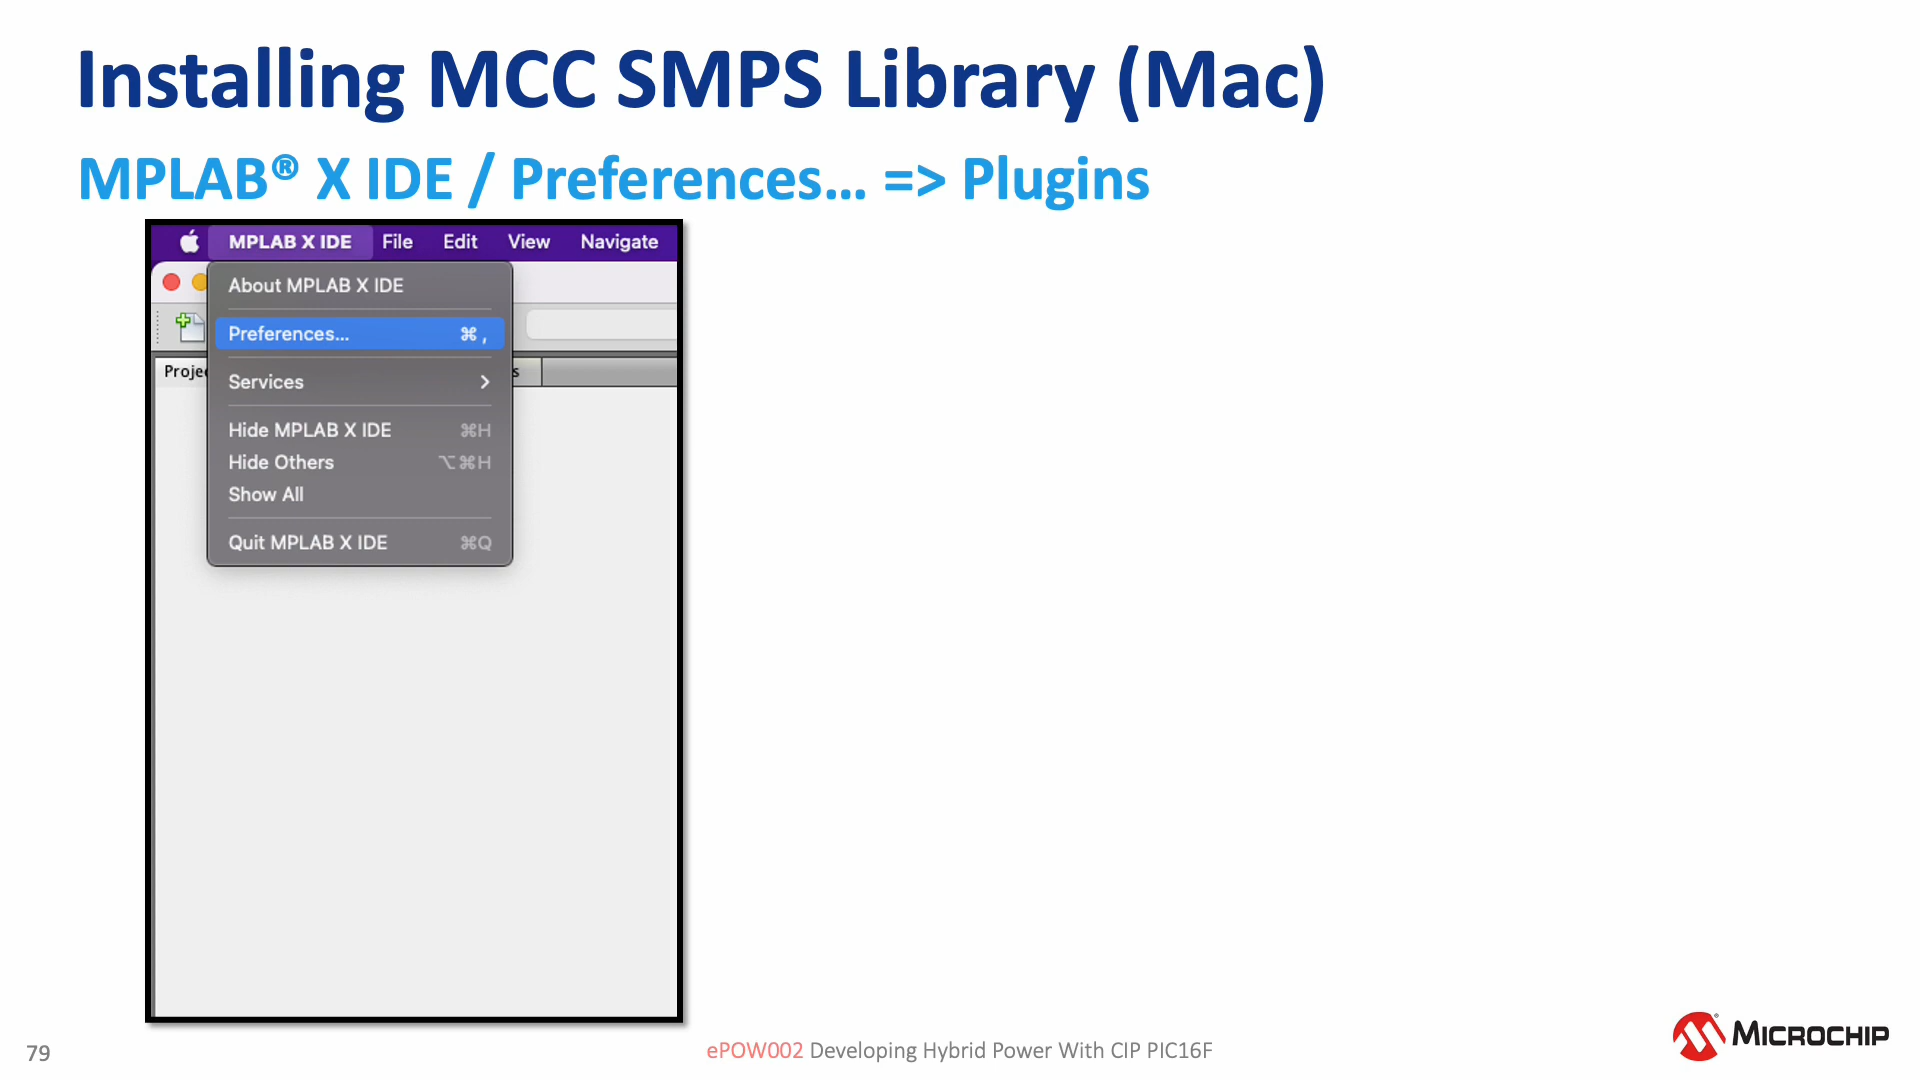 Installing MCC SMPS Library (Mac)
MPLAB® X IDE / Preferences… => Plugins
MPLAB X IDE File Edit View Navigate
About MPLAB X IDE
Preferences... ⌘ ,
Projec s
Services >
Hide MPLAB X IDE ⌘H
Hide Others ⌥⌘H
Show All
Quit MPLAB X IDE ⌘Q
79
ePOW002 Developing Hybrid Power With CIP PIC16F
MICROCHIP